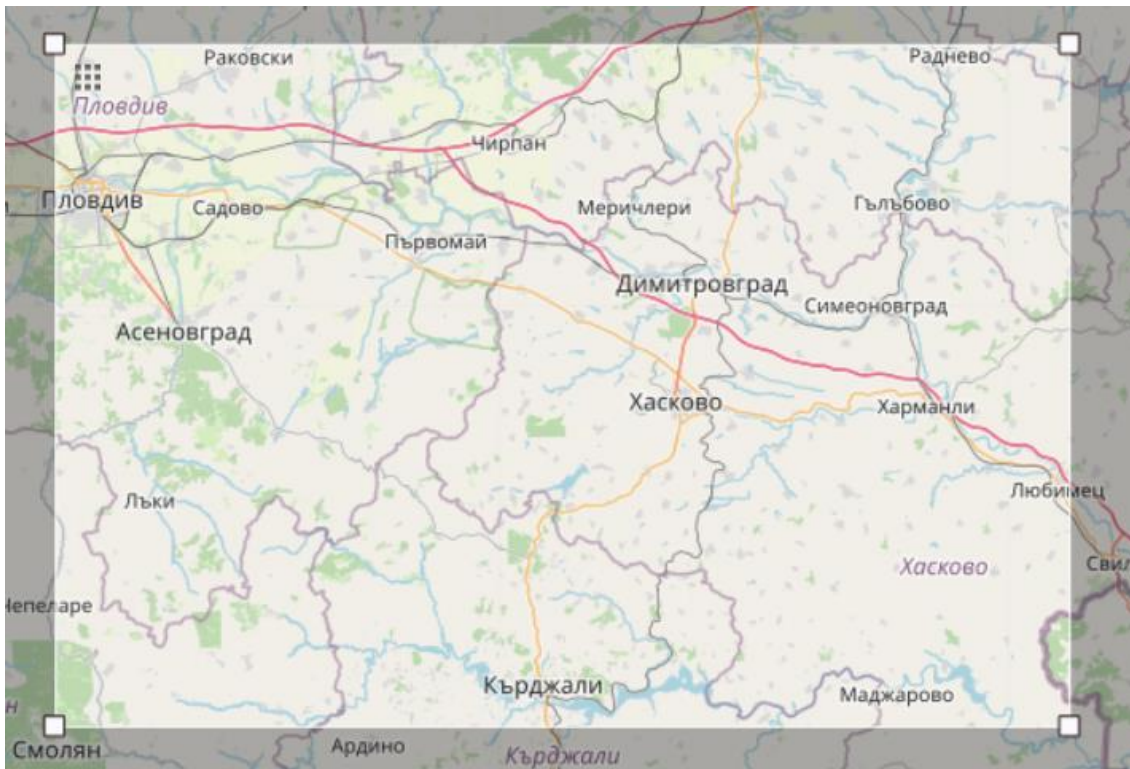 Раковски
Раднево
Пловдив
Чирпан
Пловдив
Садово
Меричлери
Гълъбово
Първомай
Димитровград
Симеоновград
Асеновград
Хасково
Харманли
Лъки
Любимец
Хасково
Чепеларе
Кърджали
Маджарово
Смолян
Ардино
Кърджали